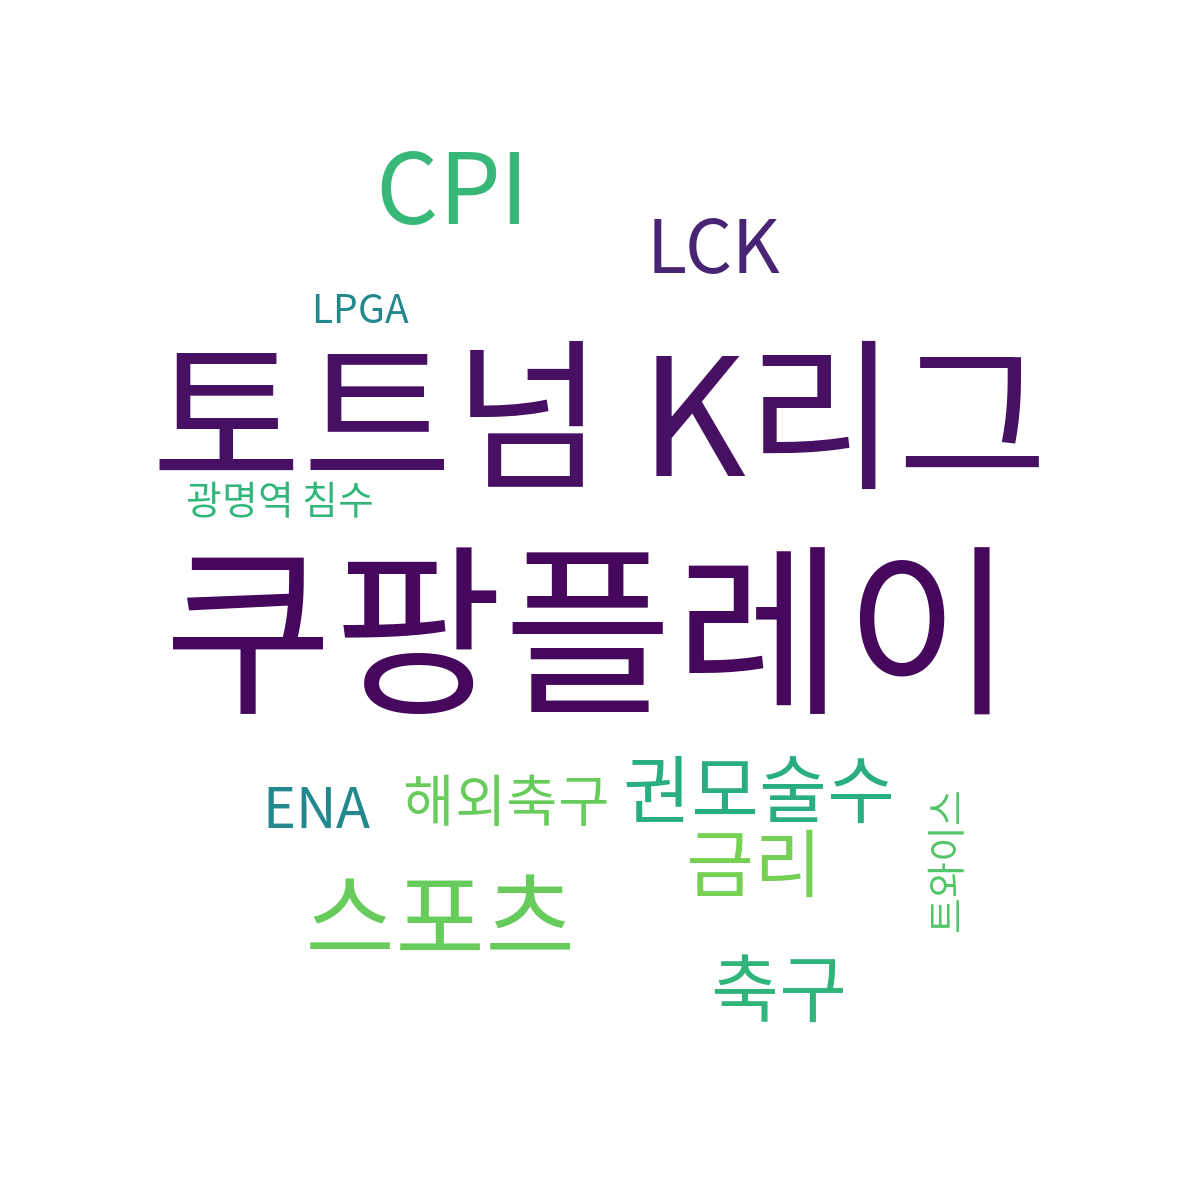 CPI
LCK
LPGA
토트넘 K리그
광명역 침수
쿠팡플레이
ENA
해외축구
권모술수
금리
트와이스
스포츠
축구